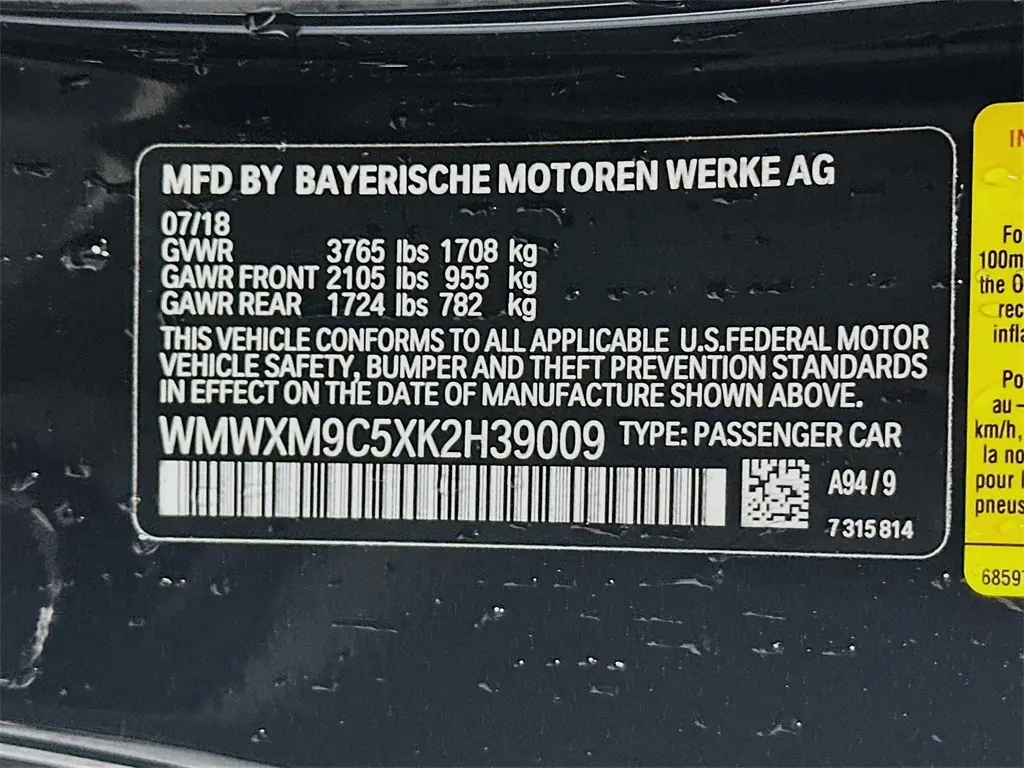 MFD BY BAYERISCHE MOTOREN WERKE AG
07/18
GVWR 3765 lbs 1708 kg
GAWR FRONT 2105 lbs 955 kg
GAWR REAR 1724 lbs 782 kg
THIS VEHICLE CONFORMS TO ALL APPLICABLE U.S.FEDERAL MOTOR
VEHICLE SAFETY, BUMPER AND THEFT PREVENTION STANDARDS
IN EFFECT ON THE DATE OF MANUFACTURE SHOWN ABOVE.
WMWXM9C5XK2H39009 TYPE: PASSENGER CAR
A94/9
7315814
IN
Fo
100m
the O
rec
infla
Po
au -
km/h,
la no
pour l
pneus
6859